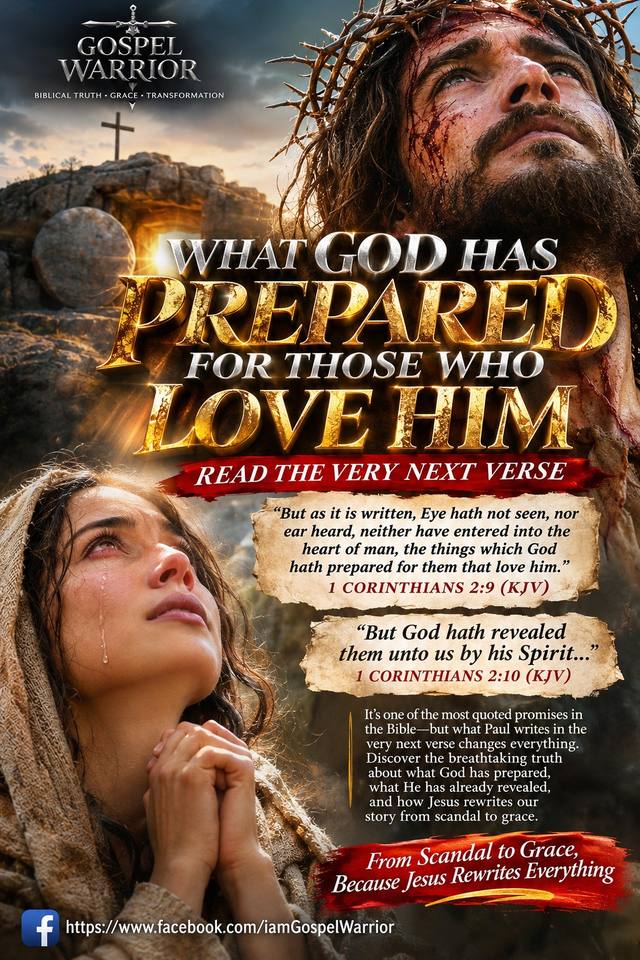 GOSPEL
WARRIOR
BIBLICAL TRUTH • GRACE • TRANSFORMATION
WHAT GOD HAS
PREPARED
FOR THOSE WHO
LOVE HIM
READ THE VERY NEXT VERSE
“But as it is written, Eye hath not seen, nor
ear heard, neither have entered into the
heart of man, the things which God
hath prepared for them that love him.”
1 CORINTHIANS 2:9 (KJV)
“But God hath revealed
them unto us by his Spirit...”
1 CORINTHIANS 2:10 (KJV)
It’s one of the most quoted promises in
the Bible—but what Paul writes in the
very next verse changes everything.
Discover the breathtaking truth
about what God has prepared,
what He has already revealed,
and how Jesus rewrites our
story from scandal to grace.
From Scandal to Grace,
Because Jesus Rewrites Everything
f https://www.facebook.com/iamGospelWarrior